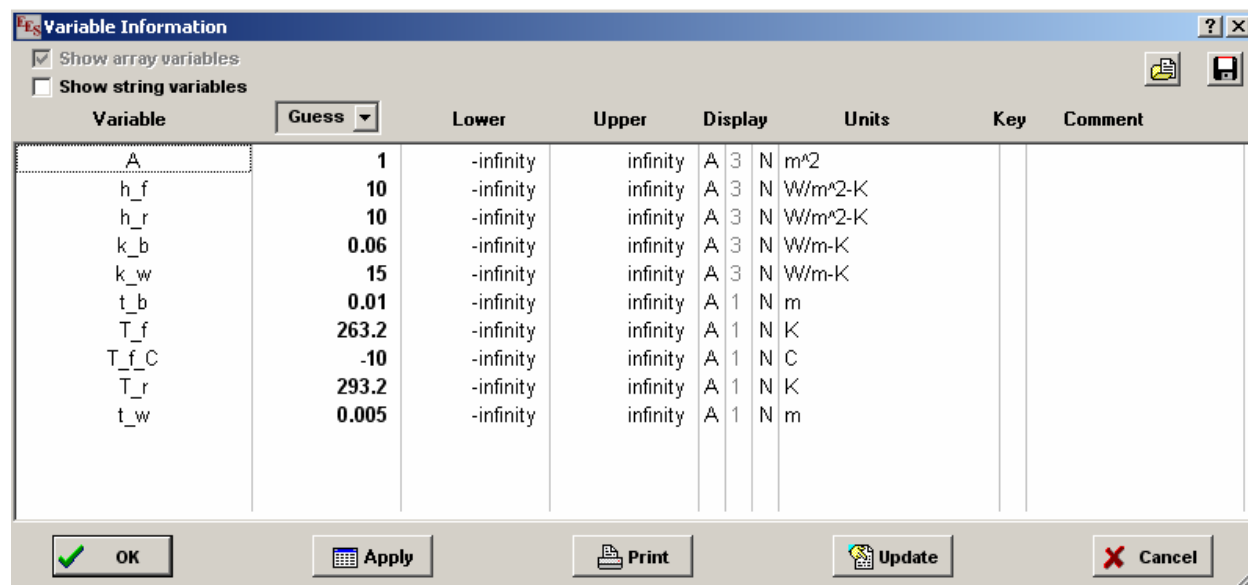 EES Variable Information ? ×
Show array variables
Show string variables
Variable Guess Lower Upper Display Units Key Comment
A 1 -infinity infinity A 3 N m^2
h_f 10 -infinity infinity A 3 N W/m^2-K
h_r 10 -infinity infinity A 3 N W/m^2-K
k_b 0.06 -infinity infinity A 3 N W/m-K
k_w 15 -infinity infinity A 3 N W/m-K
t_b 0.01 -infinity infinity A 1 N m
T_f 263.2 -infinity infinity A 1 N K
T_f_C -10 -infinity infinity A 1 N C
T_r 293.2 -infinity infinity A 1 N K
t_w 0.005 -infinity infinity A 1 N m
OK Apply Print Update Cancel